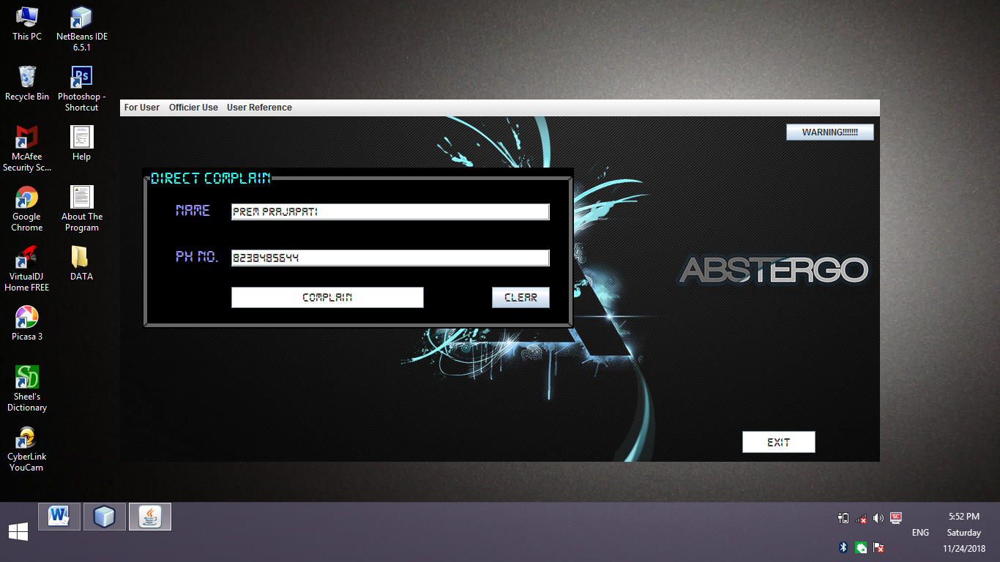 This PC
NetBeans IDE
6.5.1
Recycle Bin
Photoshop -
Shortcut
McAfee
Security Sc...
Help
Google
Chrome
About The
Program
VirtualDJ
Home FREE
DATA
Picasa 3
Sheel's
Dictionary
CyberLink
YouCam
For User Officier Use User Reference
WARNING!!!!!!!
DIRECT COMPLAIN
NAME PREM PRAJAPATI
PH NO. 8238485644
COMPLAIN CLEAR
ABSTERGO
EXIT
5:52 PM
ENG Saturday
11/24/2018